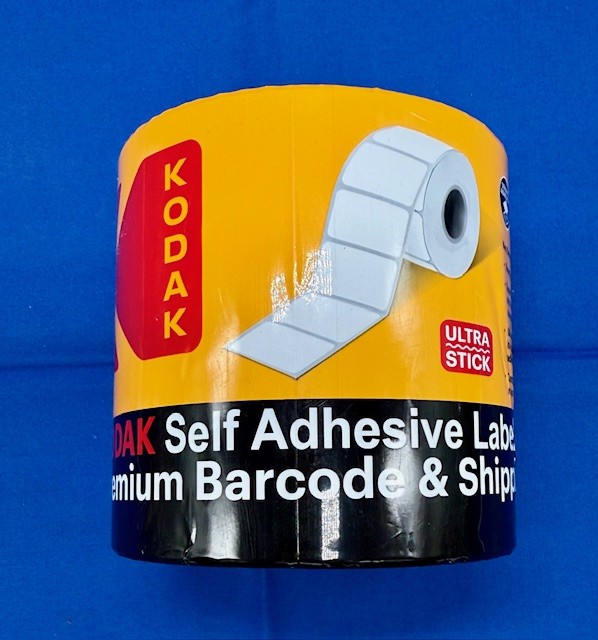 KODAK
ULTRA
STICK
DAK Self Adhesive Labe
emium Barcode & Shipp